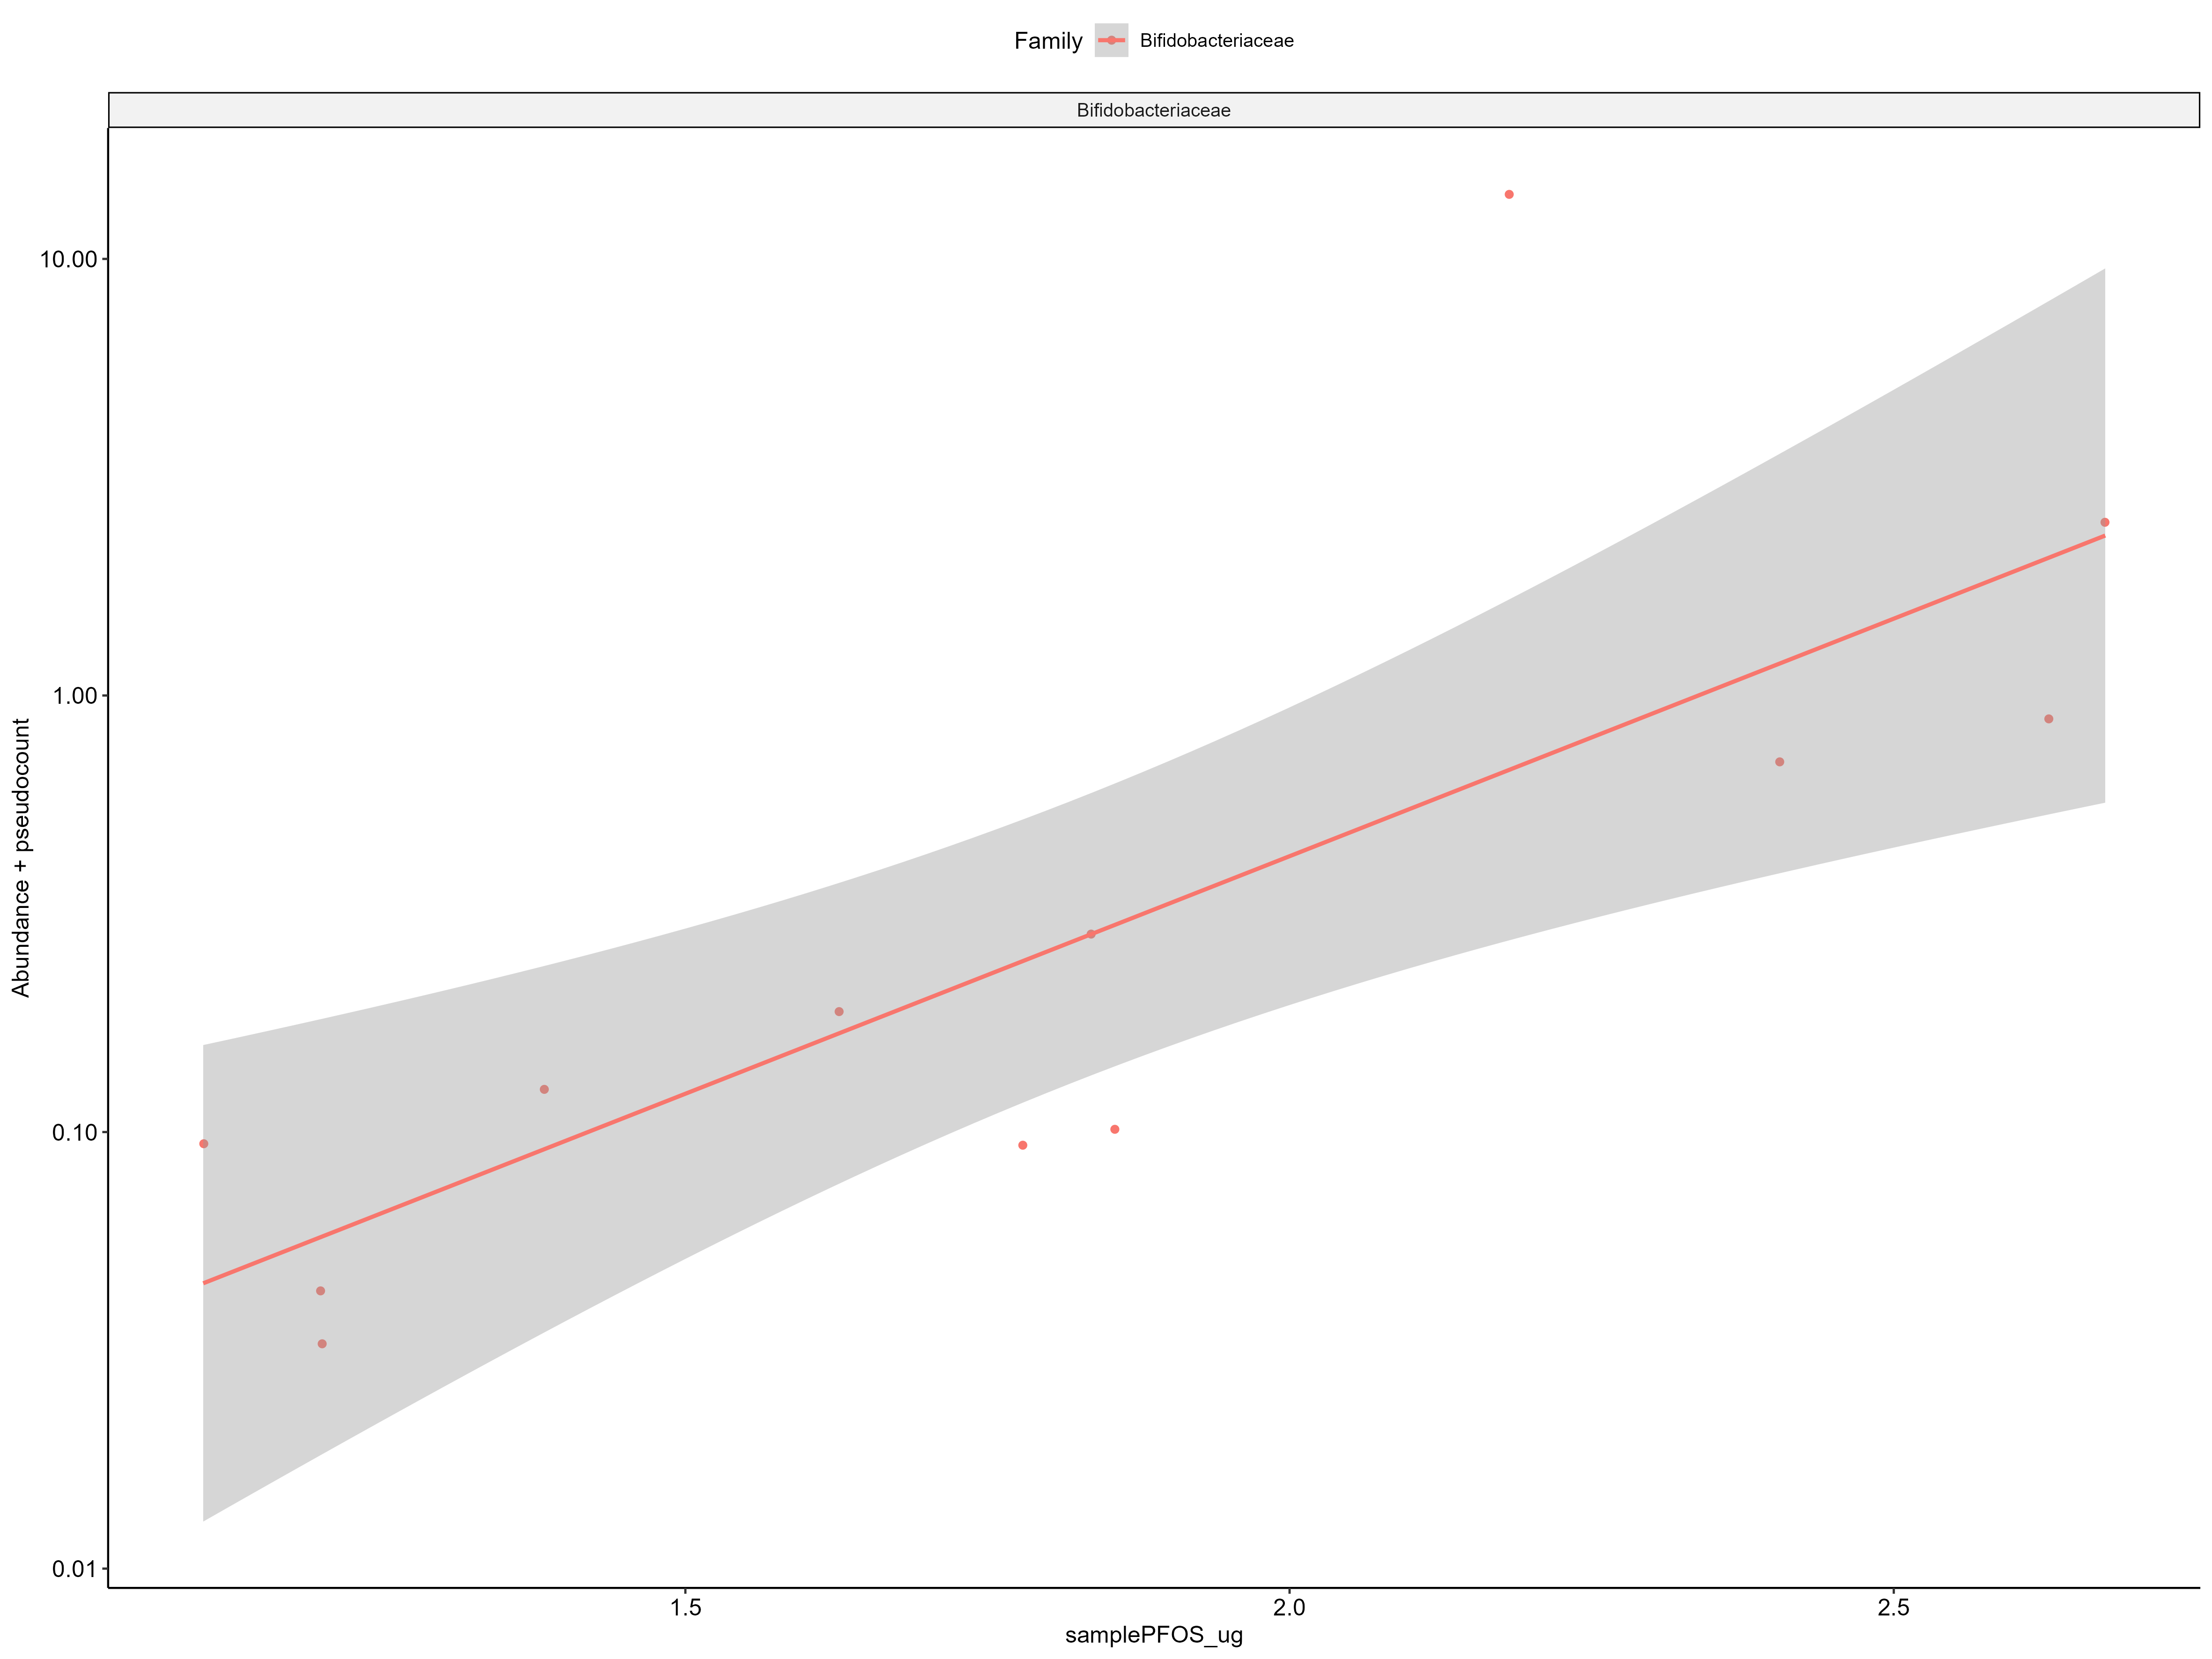 Family Bifidobacteriaceae
Bifidobacteriaceae
10.00
1.00
0.10
0.01
Abundance + pseudocount
1.5 2.0 2.5
samplePFOS_ug